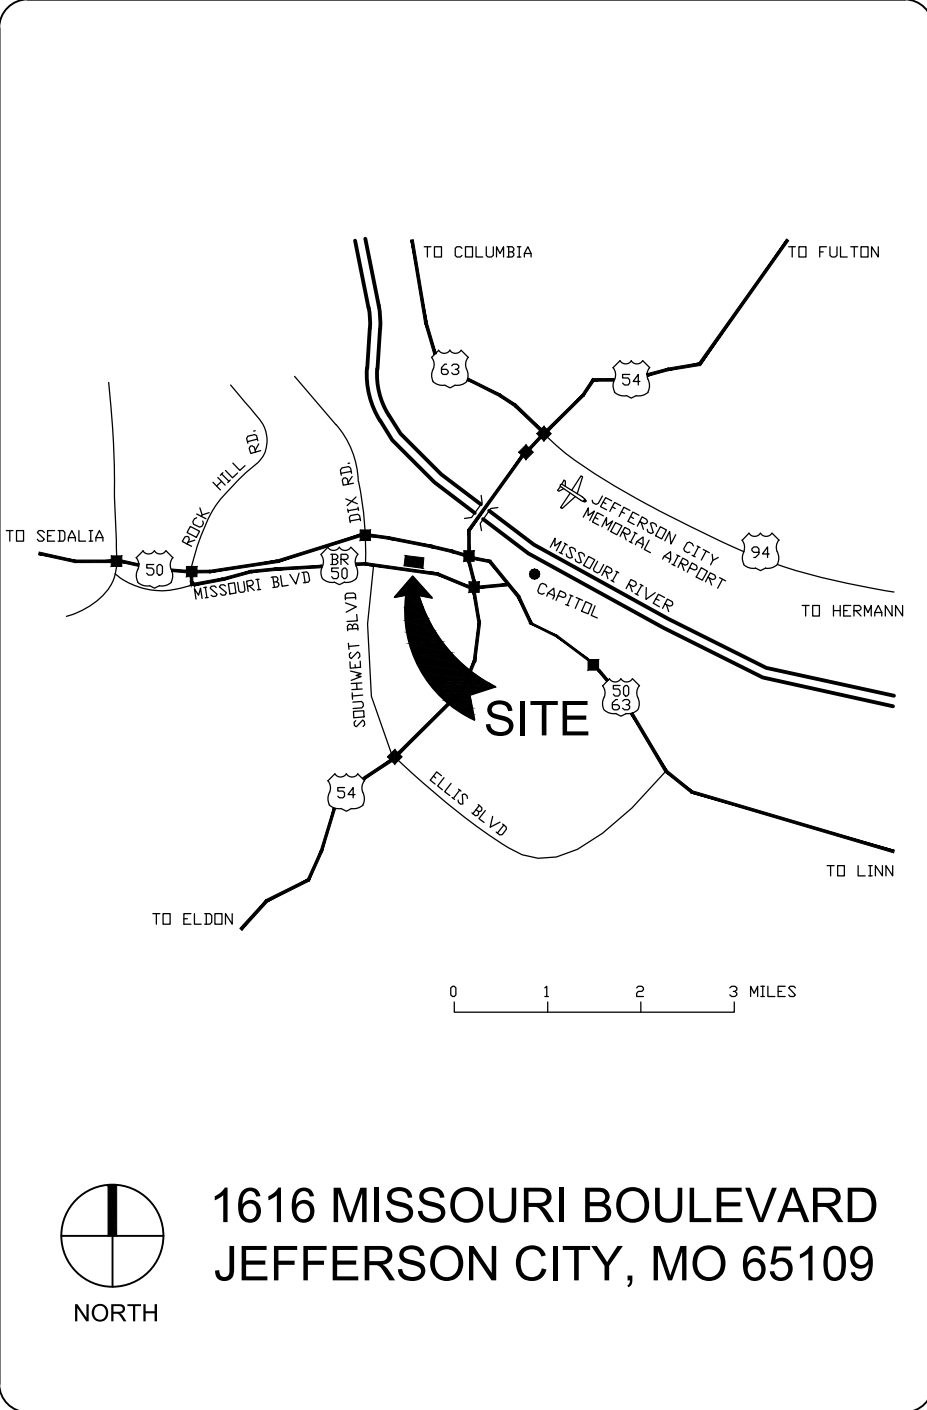 TO COLUMBIA
TO FULTON
63
54
ROCK HILL RD.
DIX RD.
TO SEDALIA
50
MISSOURI BLVD
BR
50
JEFFERSON CITY
MEMORIAL AIRPORT
94
MISSOURI RIVER
CAPITOL
TO HERMANN
SOUTHWEST BLVD
50
63
SITE
54
ELLIS BLVD
TO LINN
TO ELDON
0 1 2 3 MILES
NORTH
1616 MISSOURI BOULEVARD
JEFFERSON CITY, MO 65109